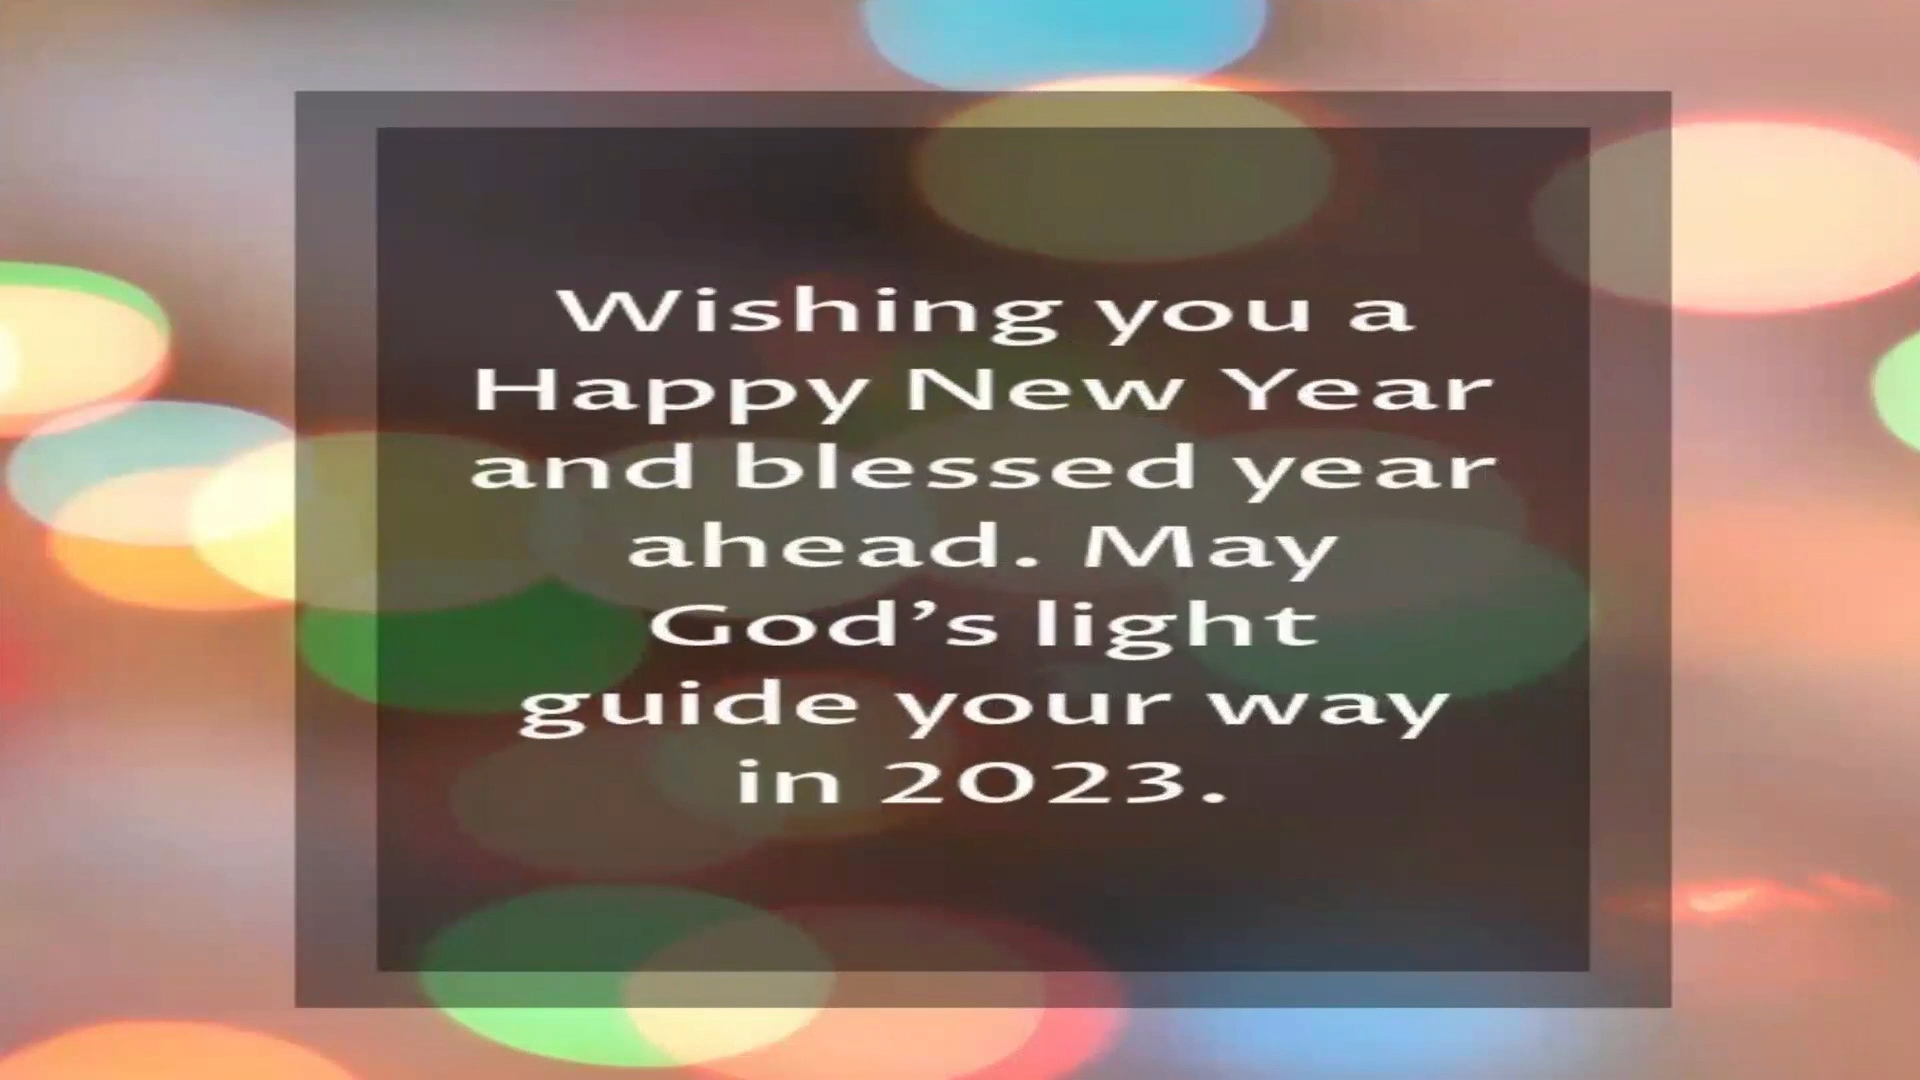 Wishing you a
Happy New Year
and blessed year
ahead. May
God’s light
guide your way
in 2023.